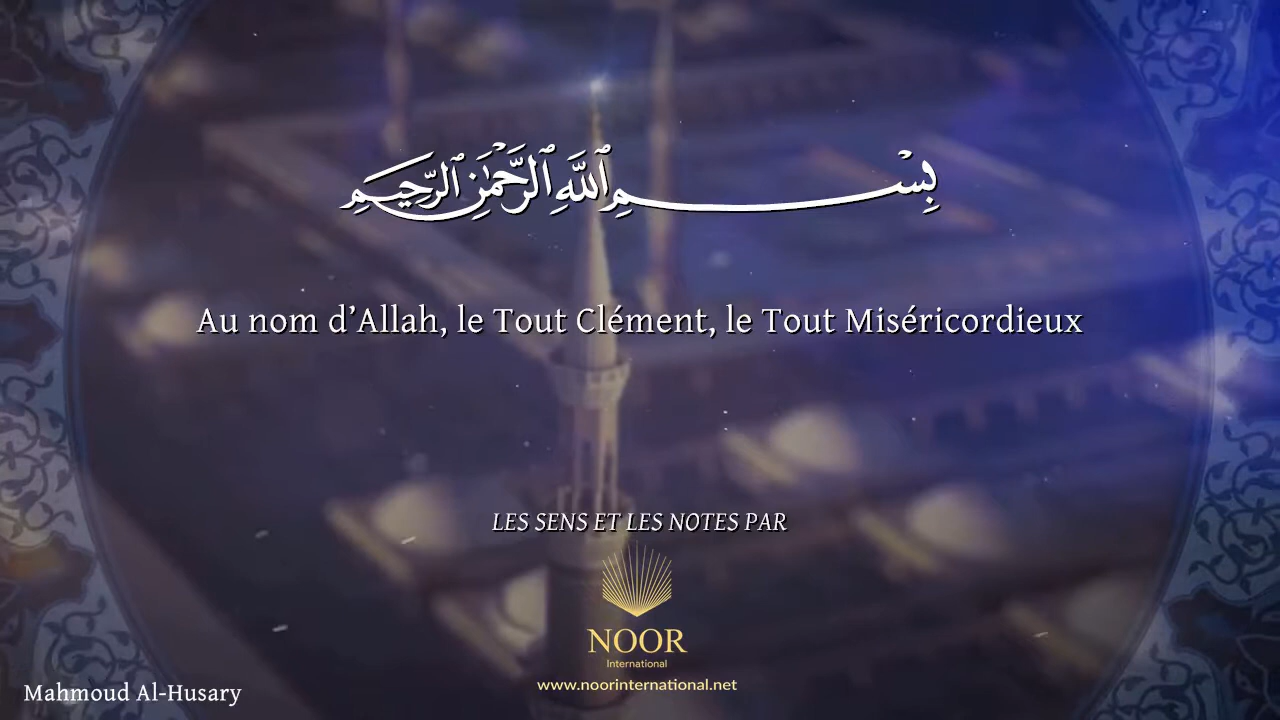 بِسْمِ ٱللَّهِ ٱلرَّحْمَٰنِ ٱلرَّحِيمِ
Au nom d’Allah, le Tout Clément, le Tout Miséricordieux
LES SENS ET LES NOTES PAR
NOOR
International
www.noorinternational.net
Mahmoud Al-Husary